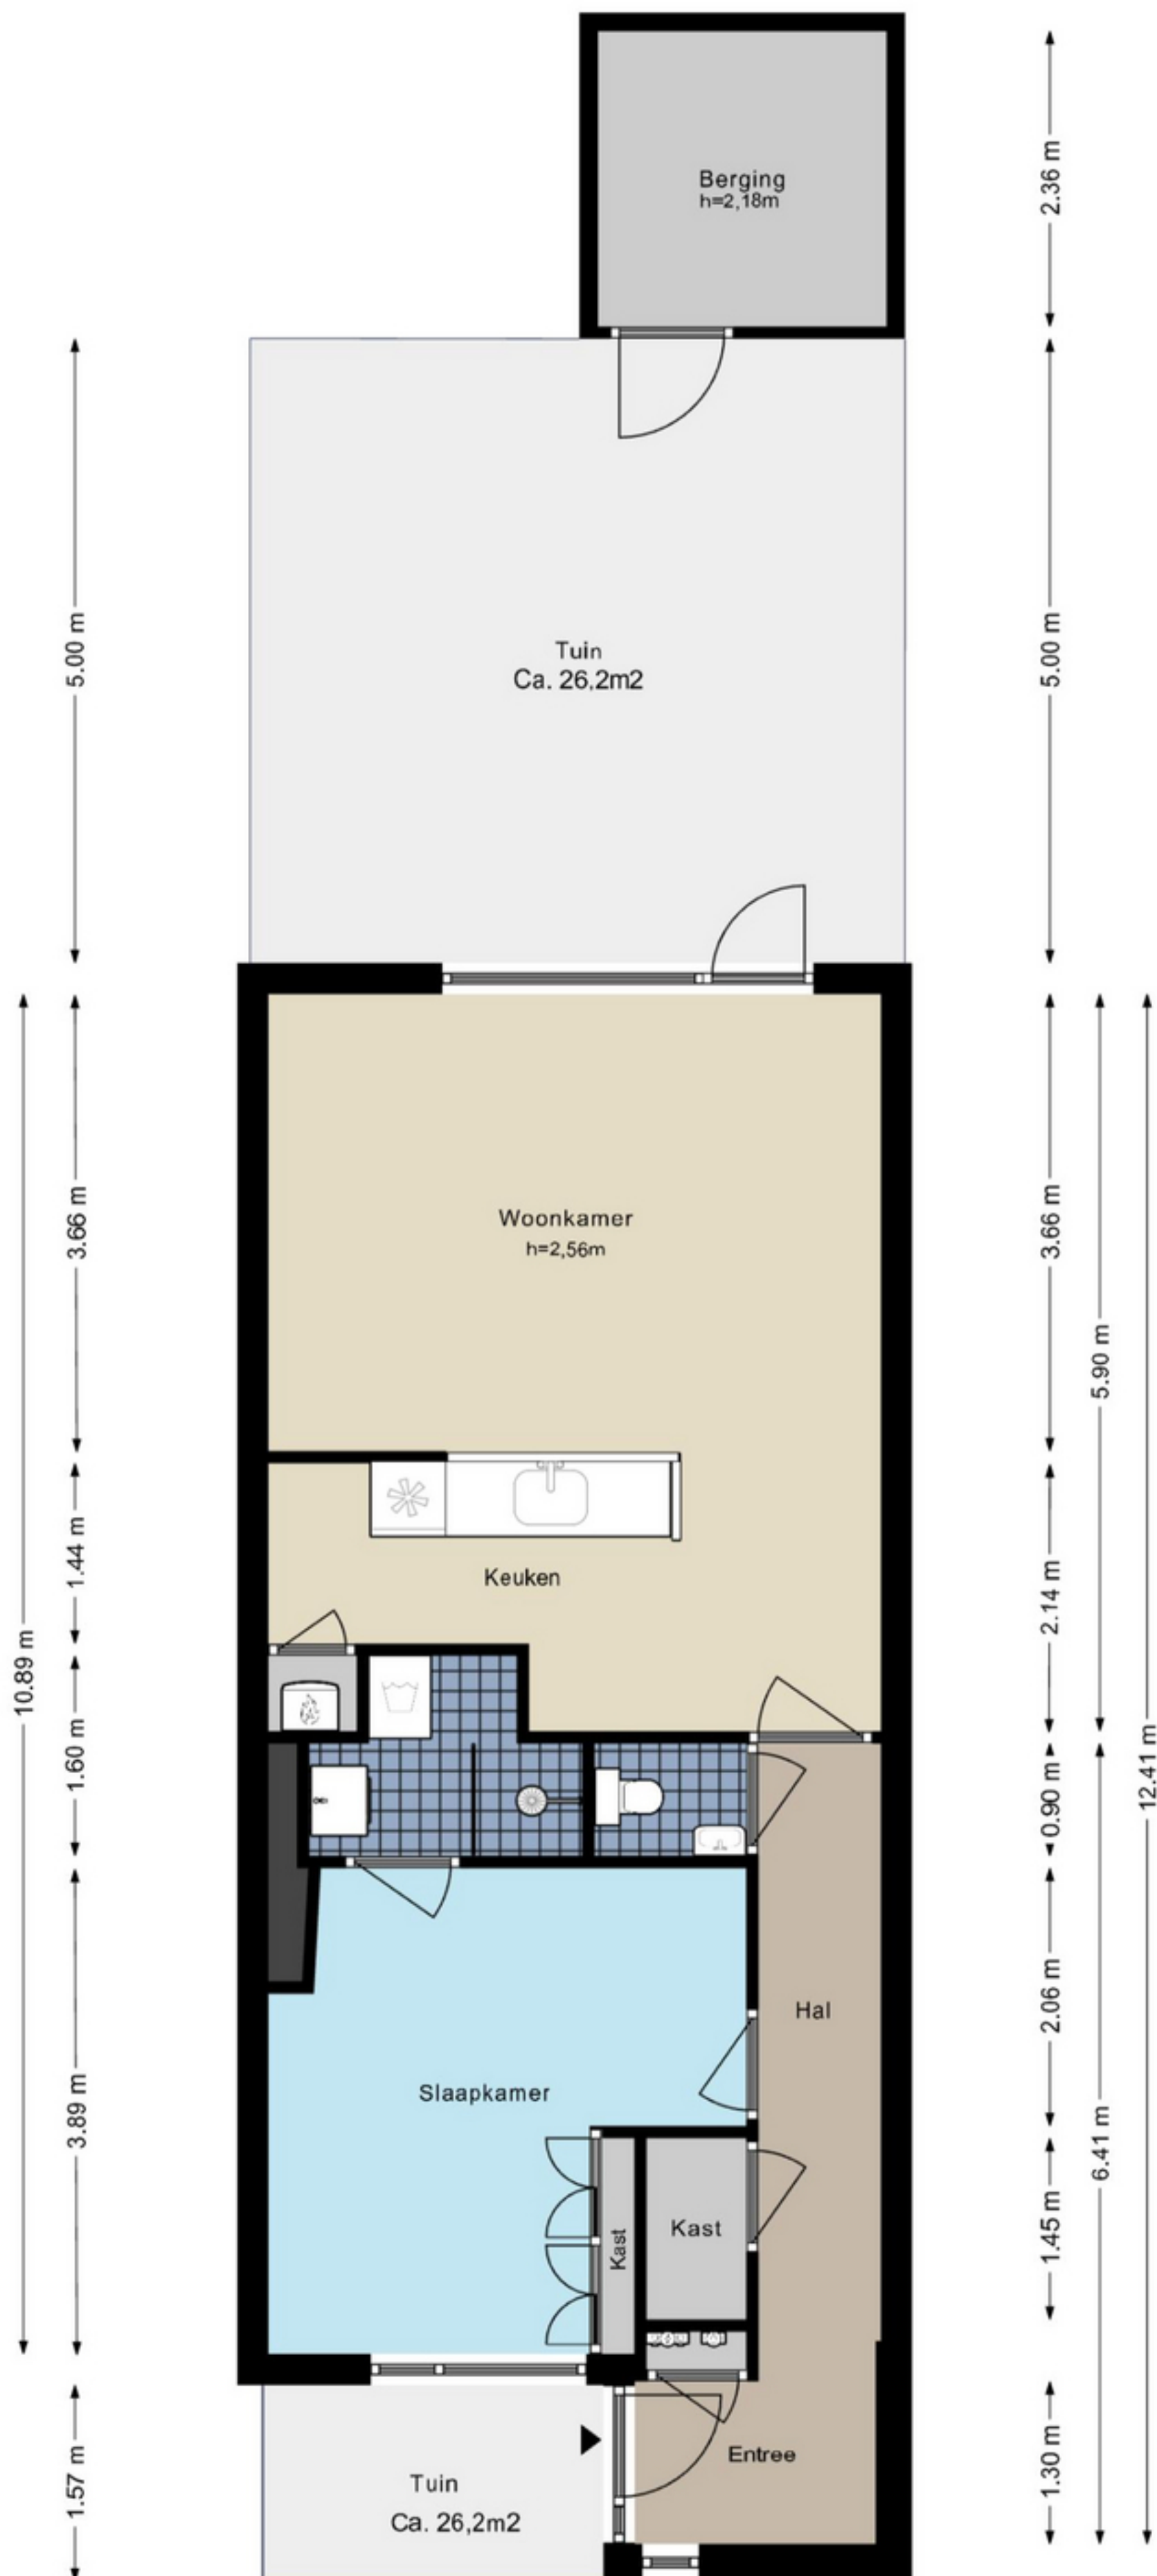 2.36 m
Berging
h=2,18m
5.00 m
Tuin
Ca. 26,2m2
5.00 m
3.66 m
Woonkamer
h=2,56m
3.66 m
5.90 m
1.44 m
Keuken
2.14 m
10.89 m
1.60 m
12.41 m
0.90 m
Hal
2.06 m
Slaapkamer
3.89 m
6.41 m
Kast
Kast
1.45 m
Entree
1.30 m
1.57 m
Tuin
Ca. 26,2m2